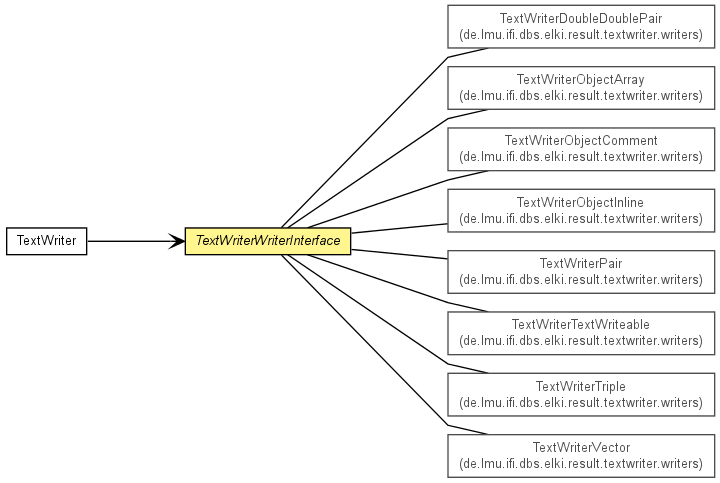 TextWriterDoubleDoublePair
(de.lmu.ifi.dbs.elki.result.textwriter.writers)
TextWriterObjectArray
(de.lmu.ifi.dbs.elki.result.textwriter.writers)
TextWriterObjectComment
(de.lmu.ifi.dbs.elki.result.textwriter.writers)
TextWriterObjectInline
(de.lmu.ifi.dbs.elki.result.textwriter.writers)
TextWriter
TextWriterWriterInterface
TextWriterPair
(de.lmu.ifi.dbs.elki.result.textwriter.writers)
TextWriterTextWriteable
(de.lmu.ifi.dbs.elki.result.textwriter.writers)
TextWriterTriple
(de.lmu.ifi.dbs.elki.result.textwriter.writers)
TextWriterVector
(de.lmu.ifi.dbs.elki.result.textwriter.writers)